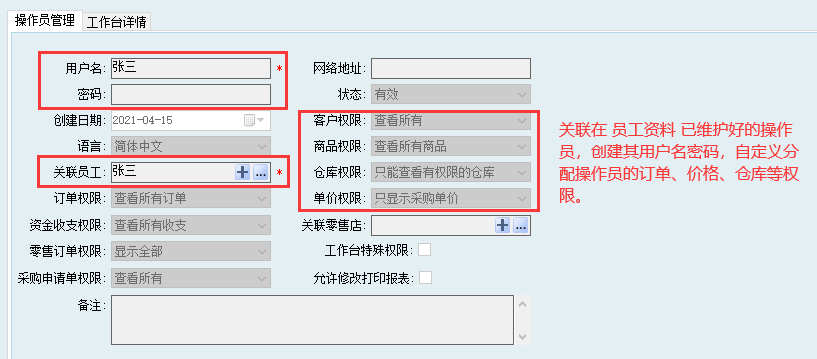 操作员管理 工作台详情
用户名: 张三 * 网络地址:
密码: 状态: 有效
创建日期: 2021-04-15 客户权限: 查看所有
语言: 简体中文 商品权限: 查看所有商品
关联员工: 张三 + ... * 仓库权限: 只能查看有权限的仓库
订单权限: 查看所有订单 单价权限: 只显示采购单价
资金收支权限: 查看所有收支 关联零售店: + ...
零售订单权限: 显示全部 工作台特殊权限:
采购申请单权限: 查看所有 允许修改打印报表:
备注:
关联在 员工资料 已维护好的操作
员，创建其用户名密码，自定义分
配操作员的订单、价格、仓库等权
限。